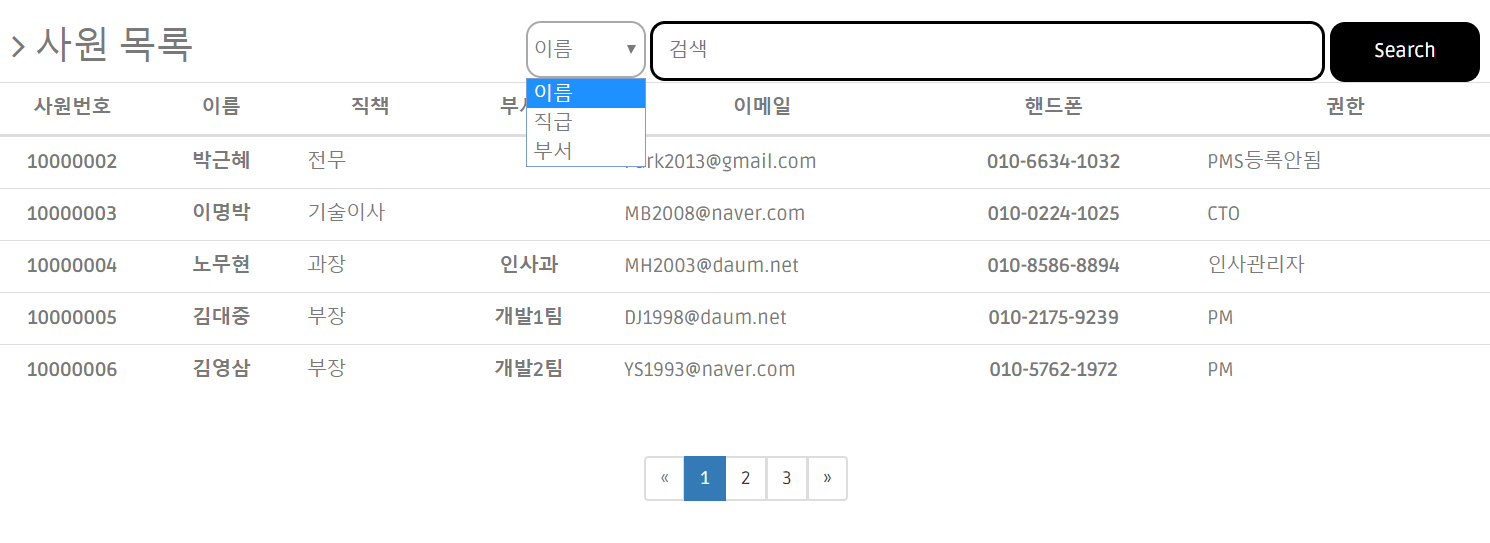 > 사원 목록 이름 ▼ 검색 Search
이름
직급
부서
사원번호 이름 직책 이메일 핸드폰 권한
10000002 박근혜 전무 010-6634-1032 PMS등록안됨
10000003 이명박 기술이사 MB2008@naver.com 010-0224-1025 CTO
10000004 노무현 과장 인사과 MH2003@daum.net 010-8586-8894 인사관리자
10000005 김대중 부장 개발1팀 DJ1998@daum.net 010-2175-9239 PM
10000006 김영삼 부장 개발2팀 YS1993@naver.com 010-5762-1972 PM
« 1 2 3 »